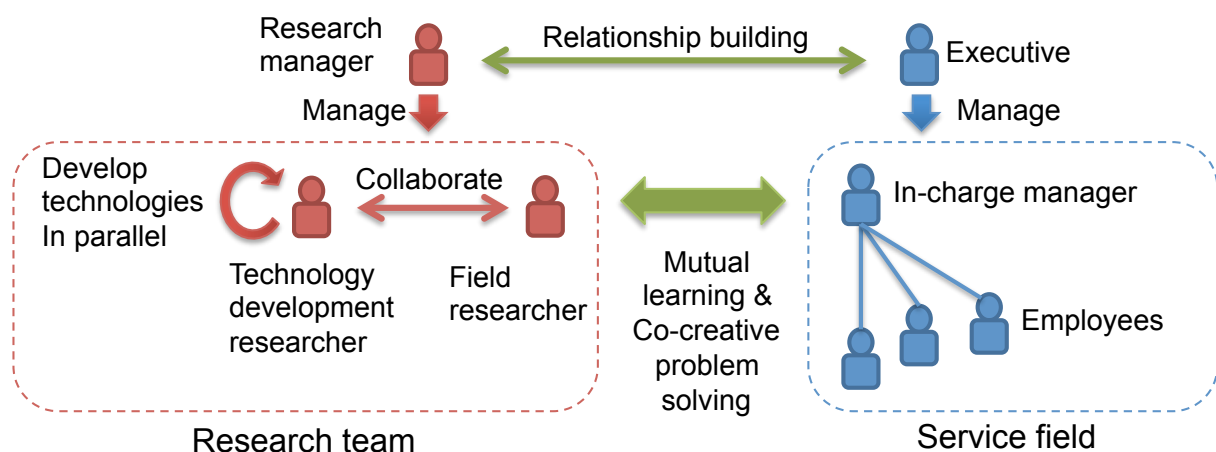 Research
manager
Relationship building
Executive
Manage
Manage
Develop
technologies
In parallel
Collaborate
Technology
development
researcher
Field
researcher
Mutual
learning &
Co-creative
problem
solving
In-charge manager
Employees
Research team
Service field